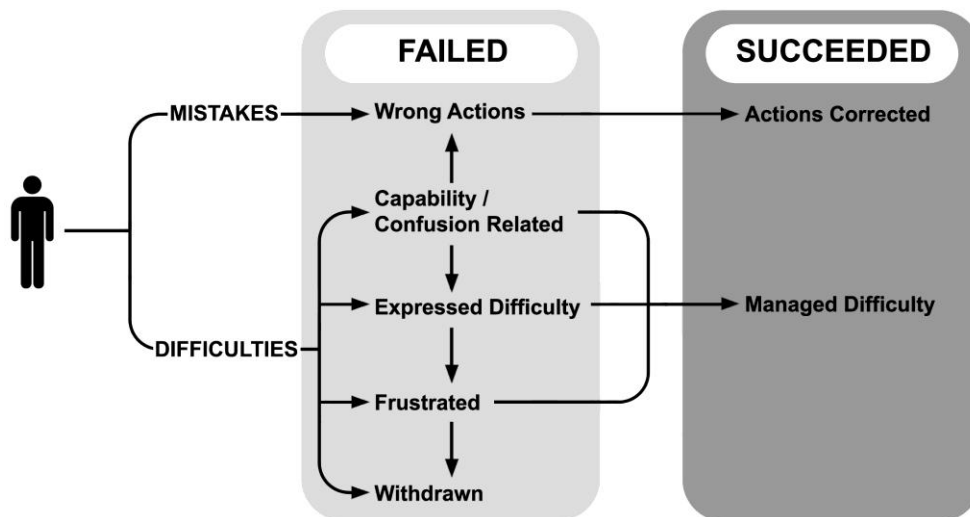 FAILED
SUCCEEDED
MISTAKES
Wrong Actions
Actions Corrected
Capability /
Confusion Related
Expressed Difficulty
Managed Difficulty
DIFFICULTIES
Frustrated
Withdrawn